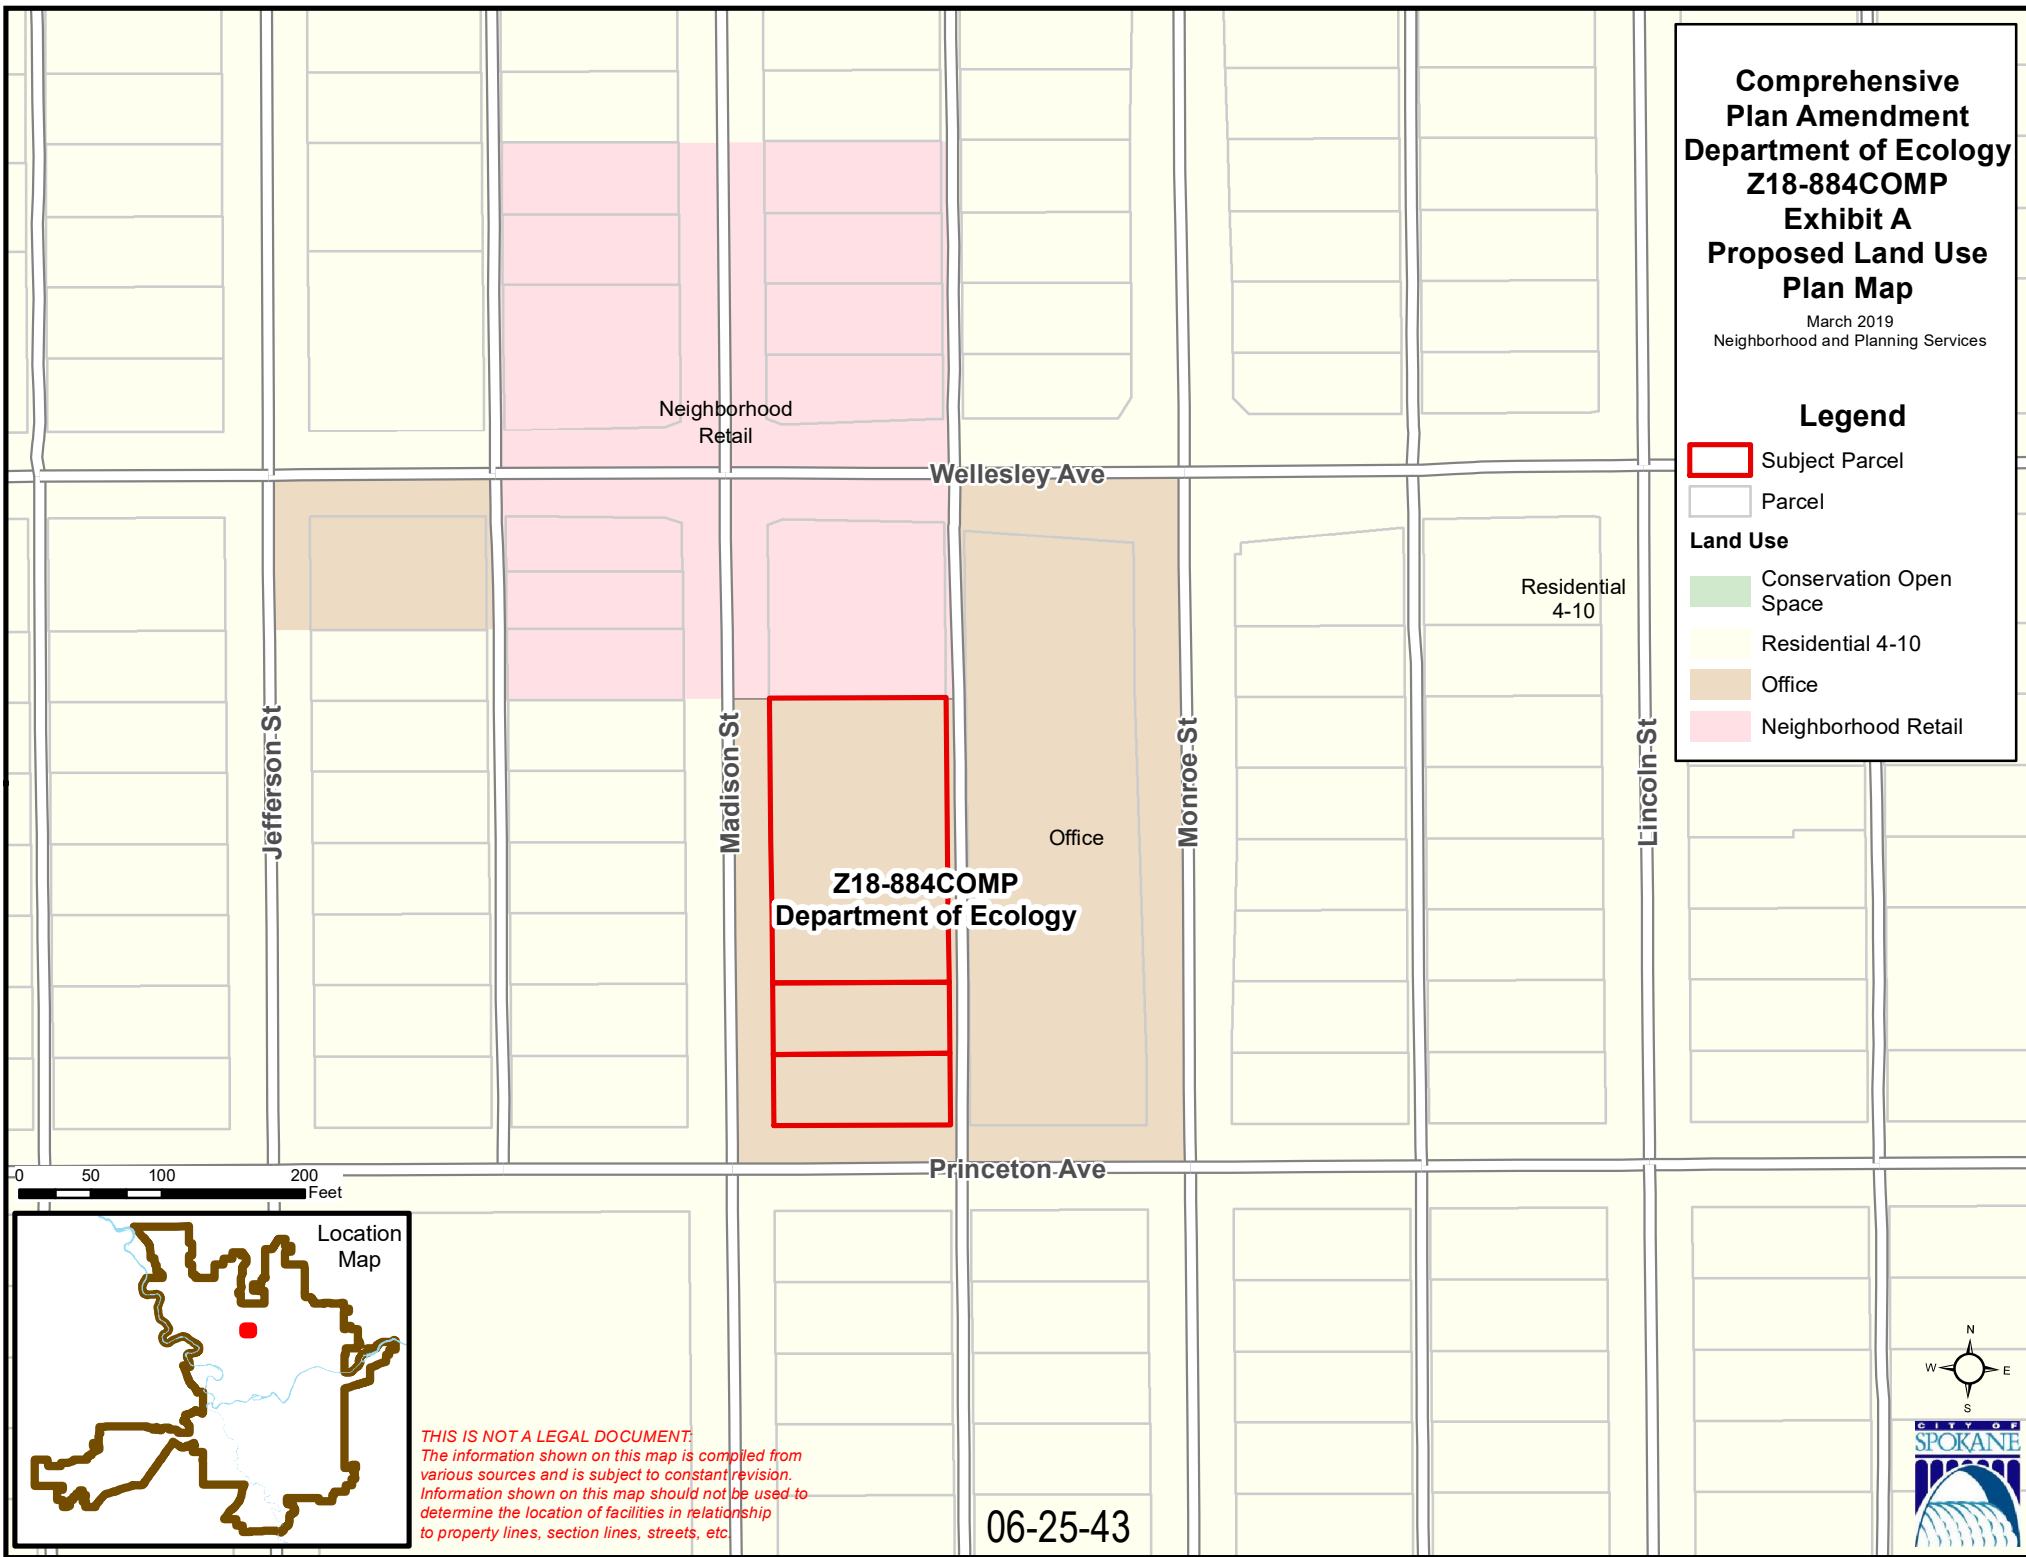 Comprehensive
Plan Amendment
Department of Ecology
Z18-884COMP
Exhibit A
Proposed Land Use
Plan Map
March 2019
Neighborhood and Planning Services
Legend
Subject Parcel
Parcel
Land Use
Conservation Open
Space
Residential 4-10
Office
Neighborhood Retail
Neighborhood
Retail
Wellesley Ave
Residential
4-10
Jefferson St
Madison St
Monroe St
Lincoln St
Office
Z18-884COMP
Department of Ecology
Princeton Ave
0 50 100 200
Feet
Location
Map
THIS IS NOT A LEGAL DOCUMENT:
The information shown on this map is compiled from
various sources and is subject to constant revision.
Information shown on this map should not be used to
determine the location of facilities in relationship
to property lines, section lines, streets, etc.
06-25-43
N
W E
S
CITY OF
SPOKANE